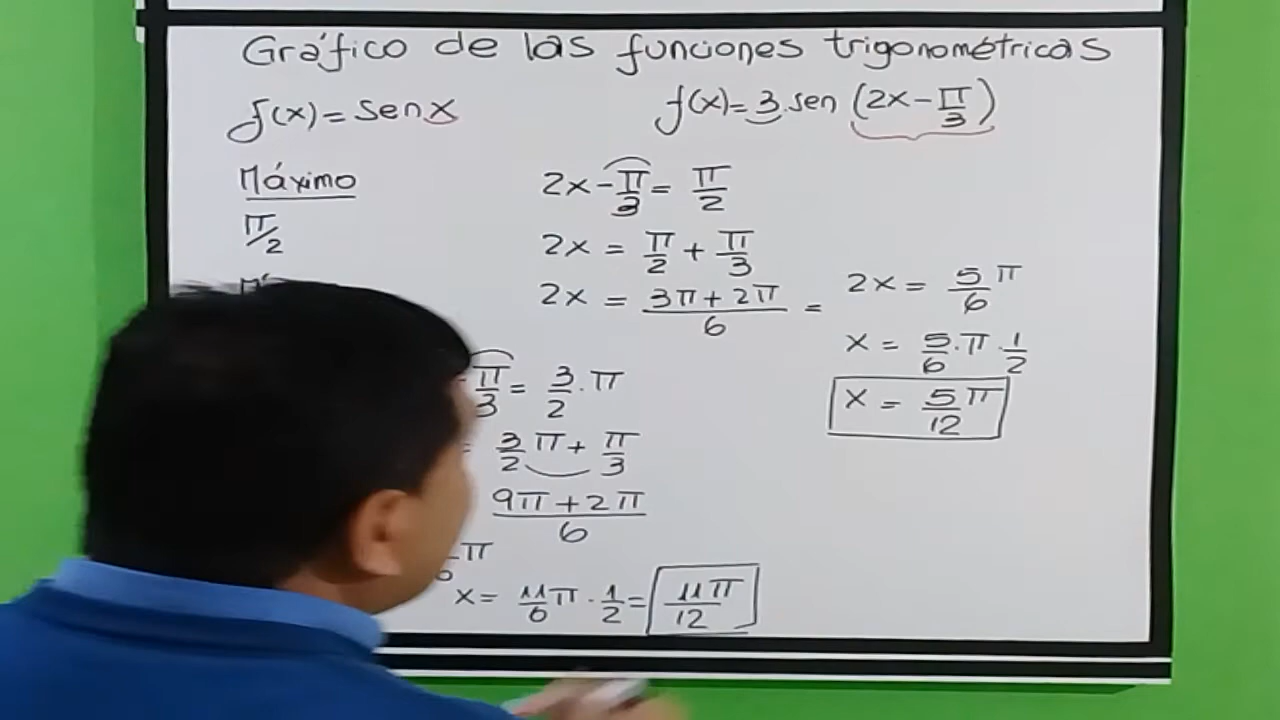 Gráfico de las funciones trigonométricas
f(x) = sen x
f(x) = 3.sen (2x - π/3)
Máximo
π/2
2x - π/3 = π/2
2x = π/2 + π/3
2x = (3π + 2π)/6 =
2x = 5/6 π
x = 5/6 . π . 1/2
x = 5/12 π
π/3 = 3/2 . π
= 3/2 π + π/3
(9π + 2π)/6
π
x = 11/6 π . 1/2 = 11π/12